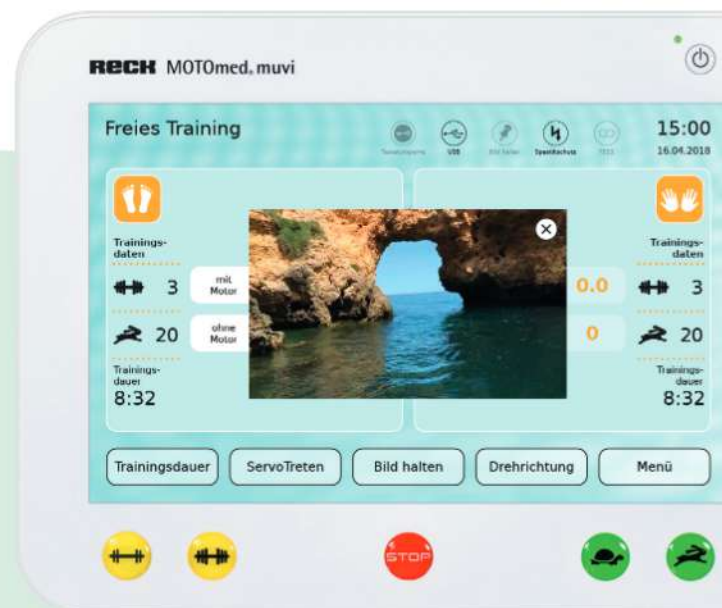 RECK MOTOmed. muvi
Freies Training
15:00
16.04.2018
USB
Bild halten
Spastikschutz
Trainings-
daten
3
mit
Motor
20
ohne
Motor
Trainings-
dauer
8:32
Trainings-
daten
0.0
3
0
20
Trainings-
dauer
8:32
Trainingsdauer
ServoTreten
Bild halten
Drehrichtung
Menü
STOP